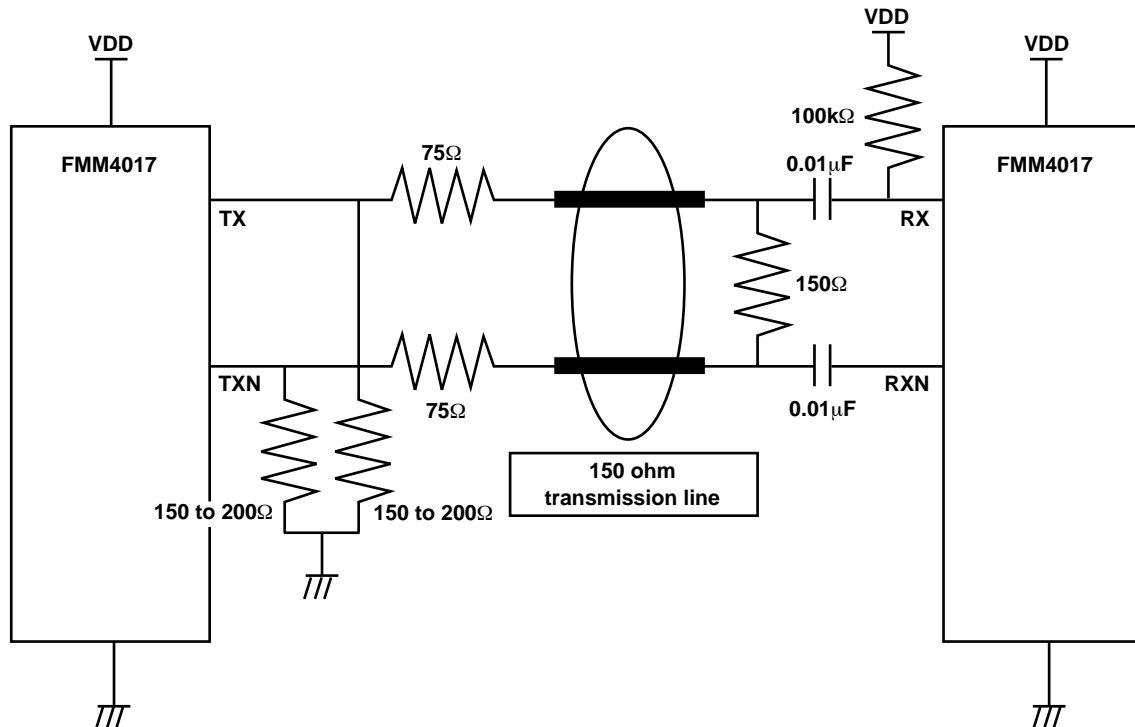 VDD
VDD
VDD
100kΩ
FMM4017
75Ω
0.01μF
FMM4017
TX
RX
150Ω
TXN
RXN
75Ω
0.01μF
150 ohm
transmission line
150 to 200Ω
150 to 200Ω